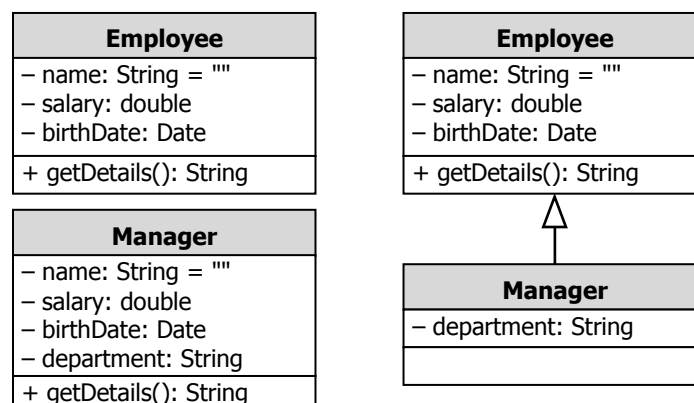 Employee
– name: String = ""
– salary: double
– birthDate: Date
+ getDetails(): String
Manager
– name: String = ""
– salary: double
– birthDate: Date
– department: String
+ getDetails(): String
Employee
– name: String = ""
– salary: double
– birthDate: Date
+ getDetails(): String
Manager
– department: String